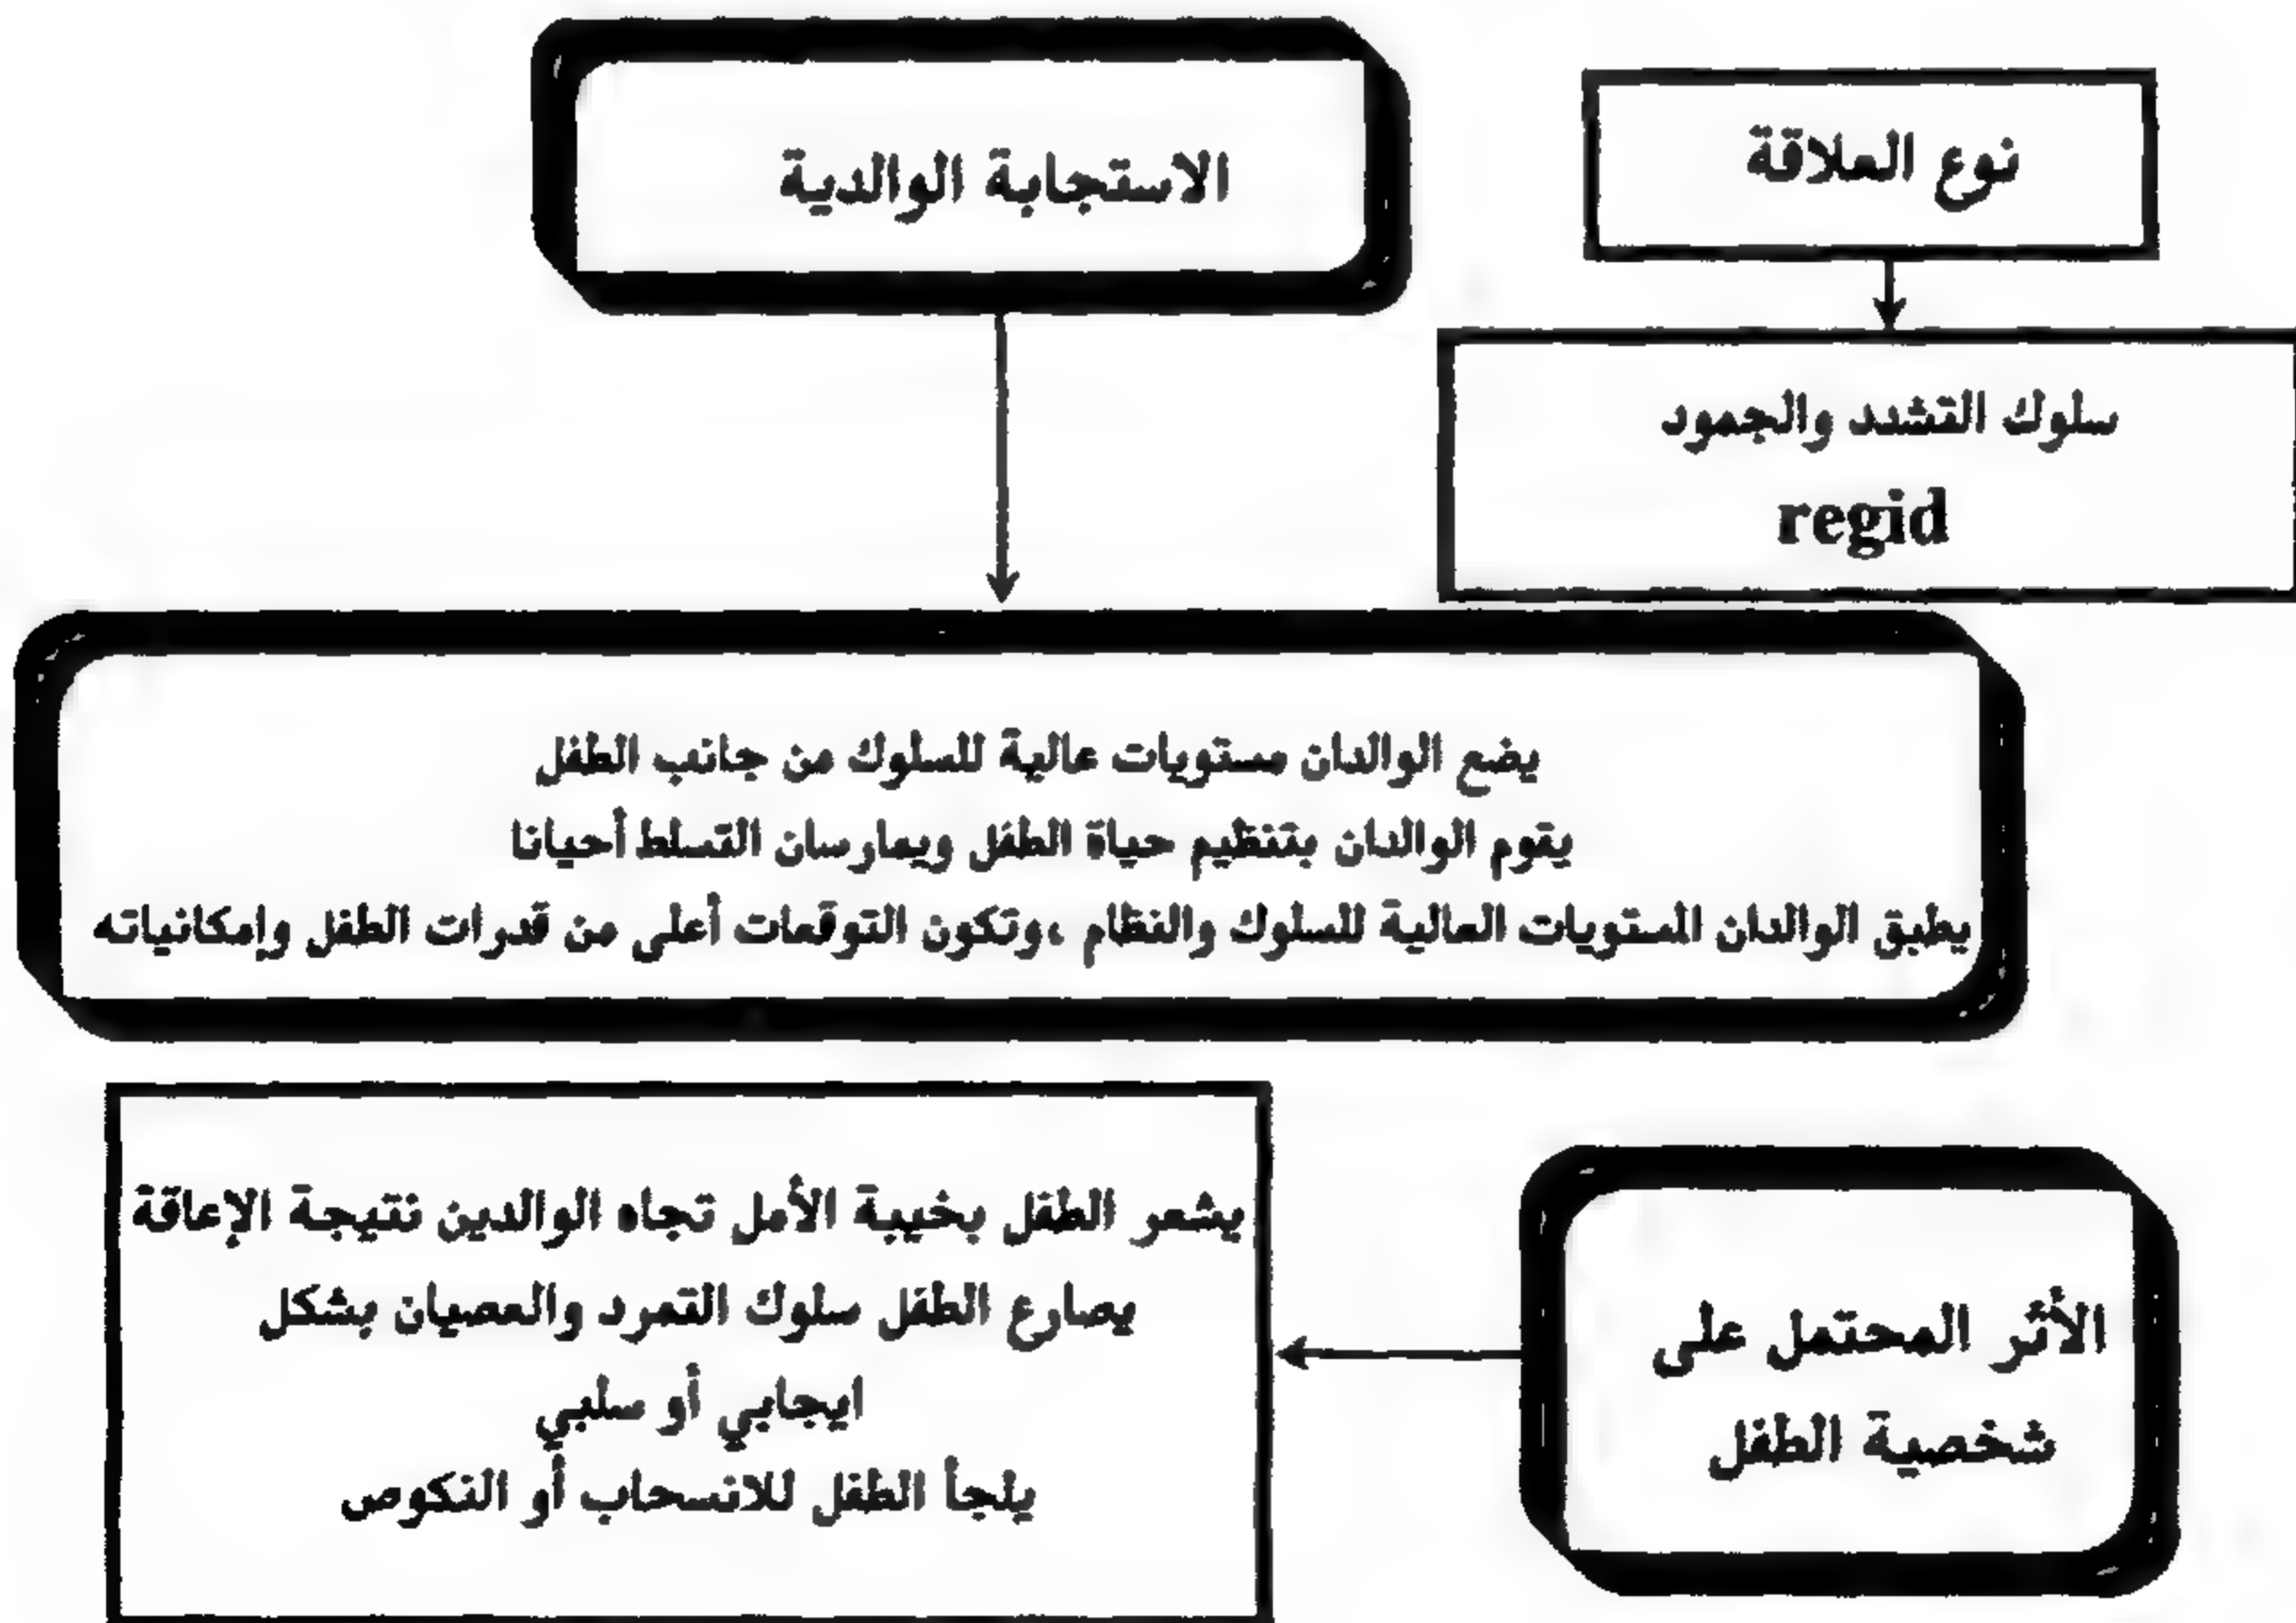 نوع العلاقة
سلوك التشدد والجمود
regid
الاستجابة الوالدية
يضع الوالدان مستويات عالية للسلوك من جانب الطفل
يقوم الوالدان بتنظيم حياة الطفل ويمارسان التسلط أحيانا
يطبق الوالدان المستويات العالية للسلوك والنظام ،وتكون التوقعات أعلى من قدرات الطفل وإمكانياته
الأثر المحتمل على
شخصية الطفل
يشعر الطفل بخيبة الأمل تجاه الوالدين نتيجة الإعاقة
يصارع الطفل سلوك التمرد والعصيان بشكل
ايجابي أو سلبي
يلجأ الطفل للانسحاب أو النكوص